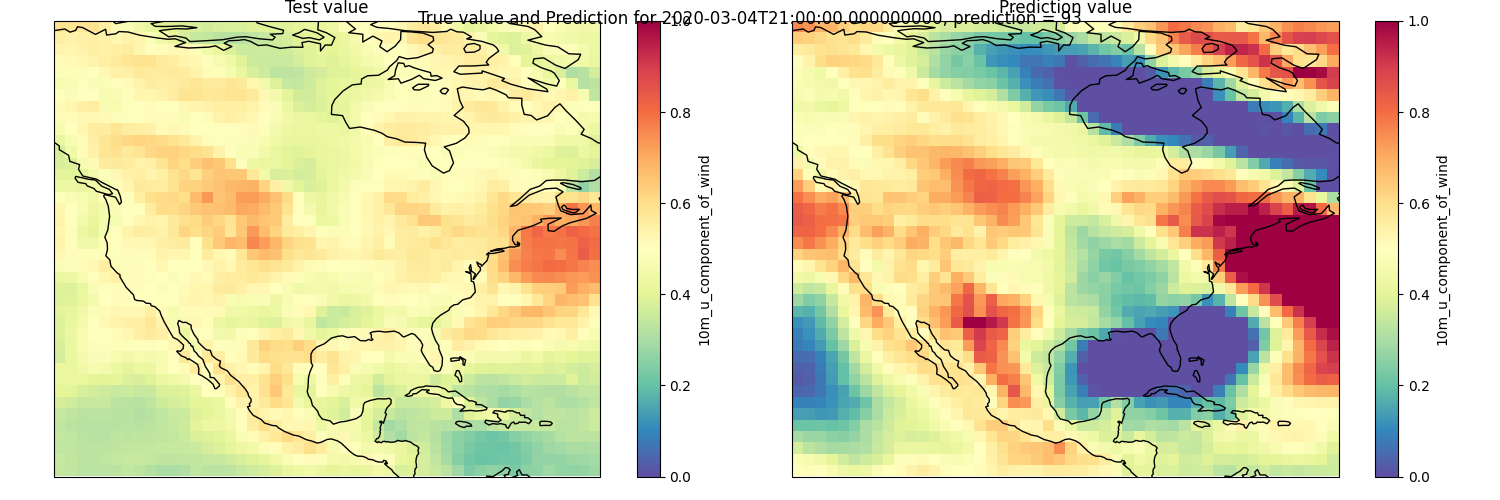 Test value
Prediction value
True value and Prediction for 2020-03-04T21:00:00.000000000, prediction = 93
1.0
0.8
0.6
0.4
0.2
0.0
10m_u_component_of_wind
1.0
0.8
0.6
0.4
0.2
0.0
10m_u_component_of_wind